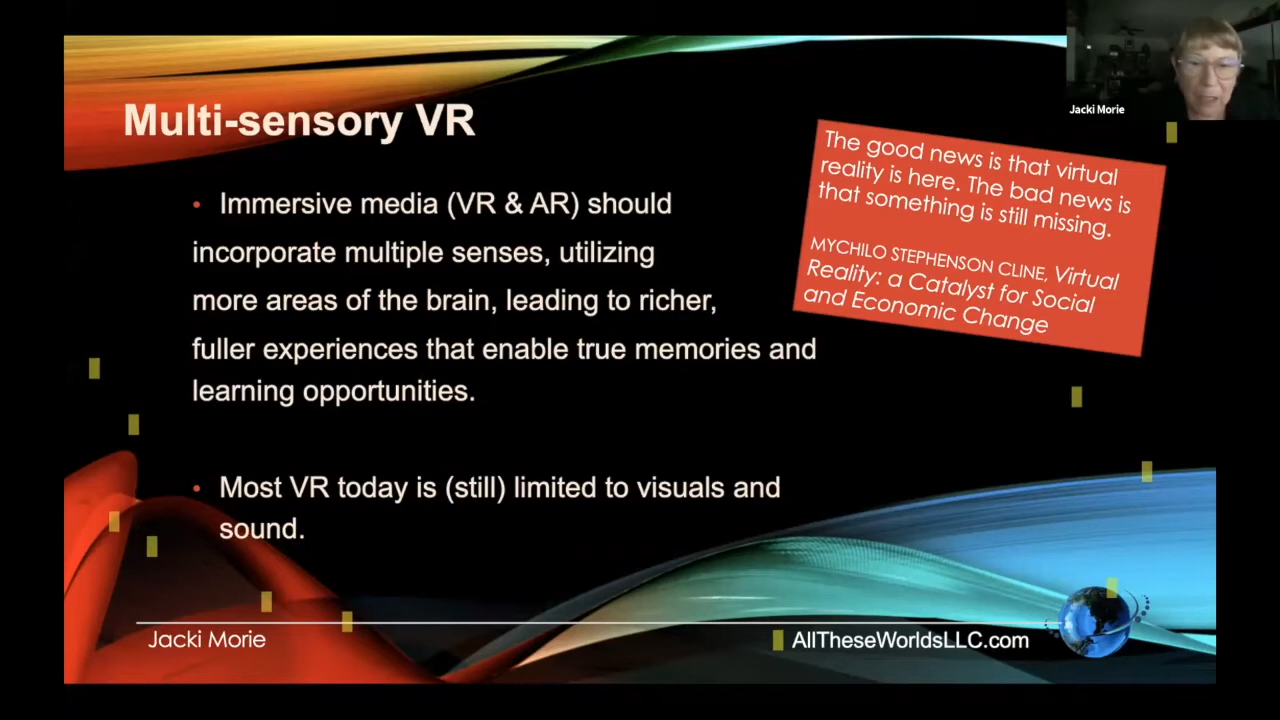 Jacki Morie
Multi-sensory VR
• Immersive media (VR & AR) should
incorporate multiple senses, utilizing
more areas of the brain, leading to richer,
fuller experiences that enable true memories and
learning opportunities.
• Most VR today is (still) limited to visuals and
sound.
The good news is that virtual
reality is here. The bad news is
that something is still missing.
MYCHILO STEPHENSON CLINE, Virtual
Reality: a Catalyst for Social
and Economic Change
Jacki Morie
AllTheseWorldsLLC.com